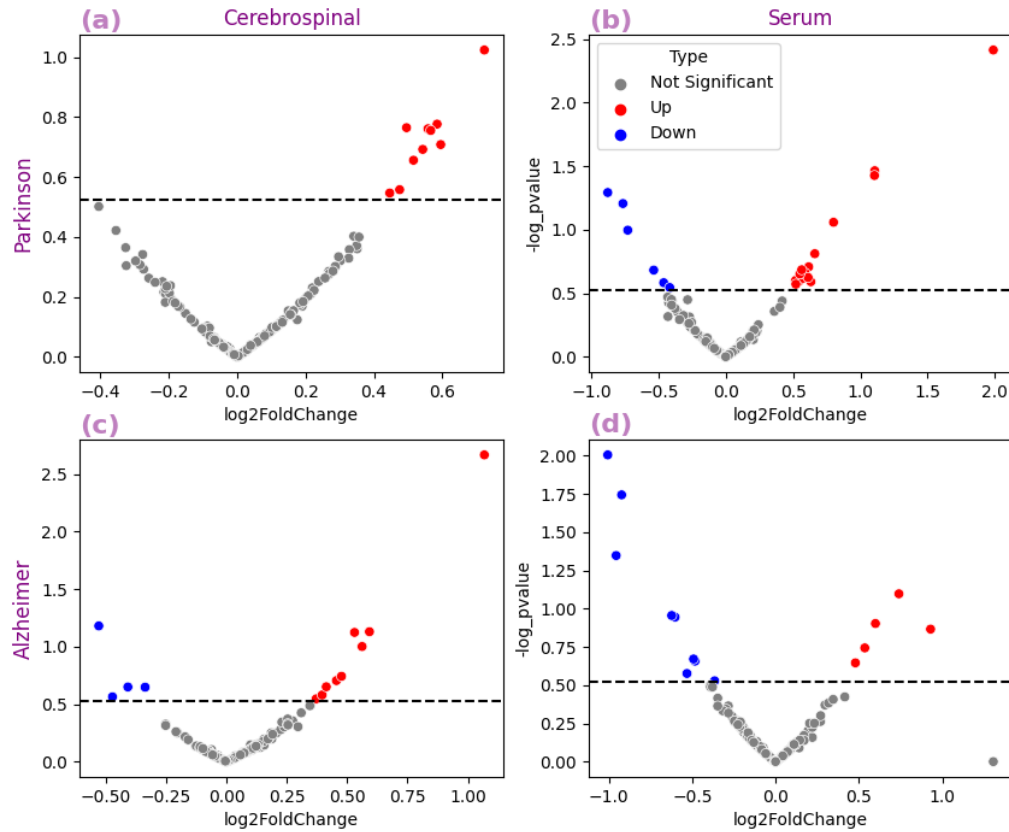 (a) Cerebrospinal
(b) Serum
Parkinson
1.0
0.8
0.6
0.4
0.2
0.0
−0.4 −0.2 0.0 0.2 0.4 0.6
log2FoldChange
-log_pvalue
2.5
2.0
1.5
1.0
0.5
0.0
Type
Not Significant
Up
Down
−1.0 −0.5 0.0 0.5 1.0 1.5 2.0
log2FoldChange
(c)
(d)
Alzheimer
2.5
2.0
1.5
1.0
0.5
0.0
−0.50 −0.25 0.00 0.25 0.50 0.75 1.00
log2FoldChange
-log_pvalue
2.00
1.75
1.50
1.25
1.00
0.75
0.50
0.25
0.00
−1.0 −0.5 0.0 0.5 1.0
log2FoldChange